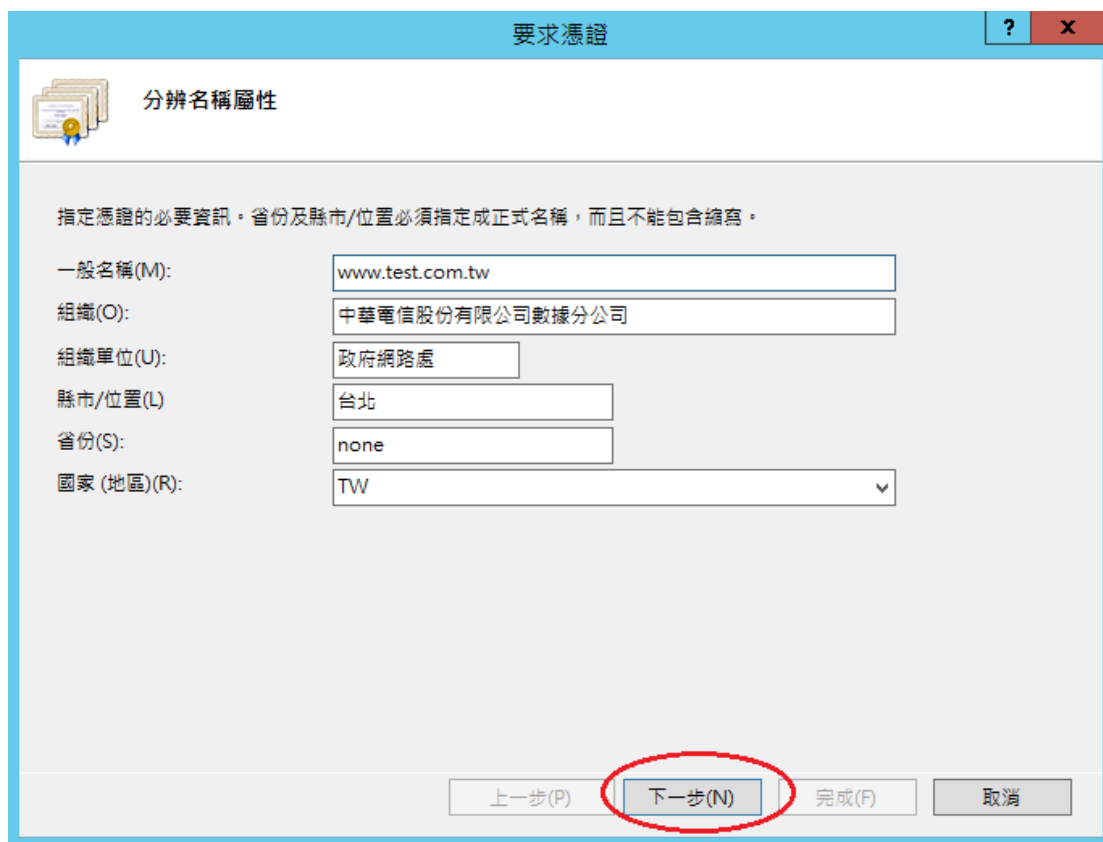 要求憑證
? x
分辨名稱屬性
指定憑證的必要資訊。省份及縣市/位置必須指定成正式名稱，而且不能包含縮寫。
一般名稱(M): www.test.com.tw
組織(O): 中華電信股份有限公司數據分公司
組織單位(U): 政府網路處
縣市/位置(L) 台北
省份(S): none
國家 (地區)(R): TW
上一步(P) 下一步(N) 完成(F) 取消